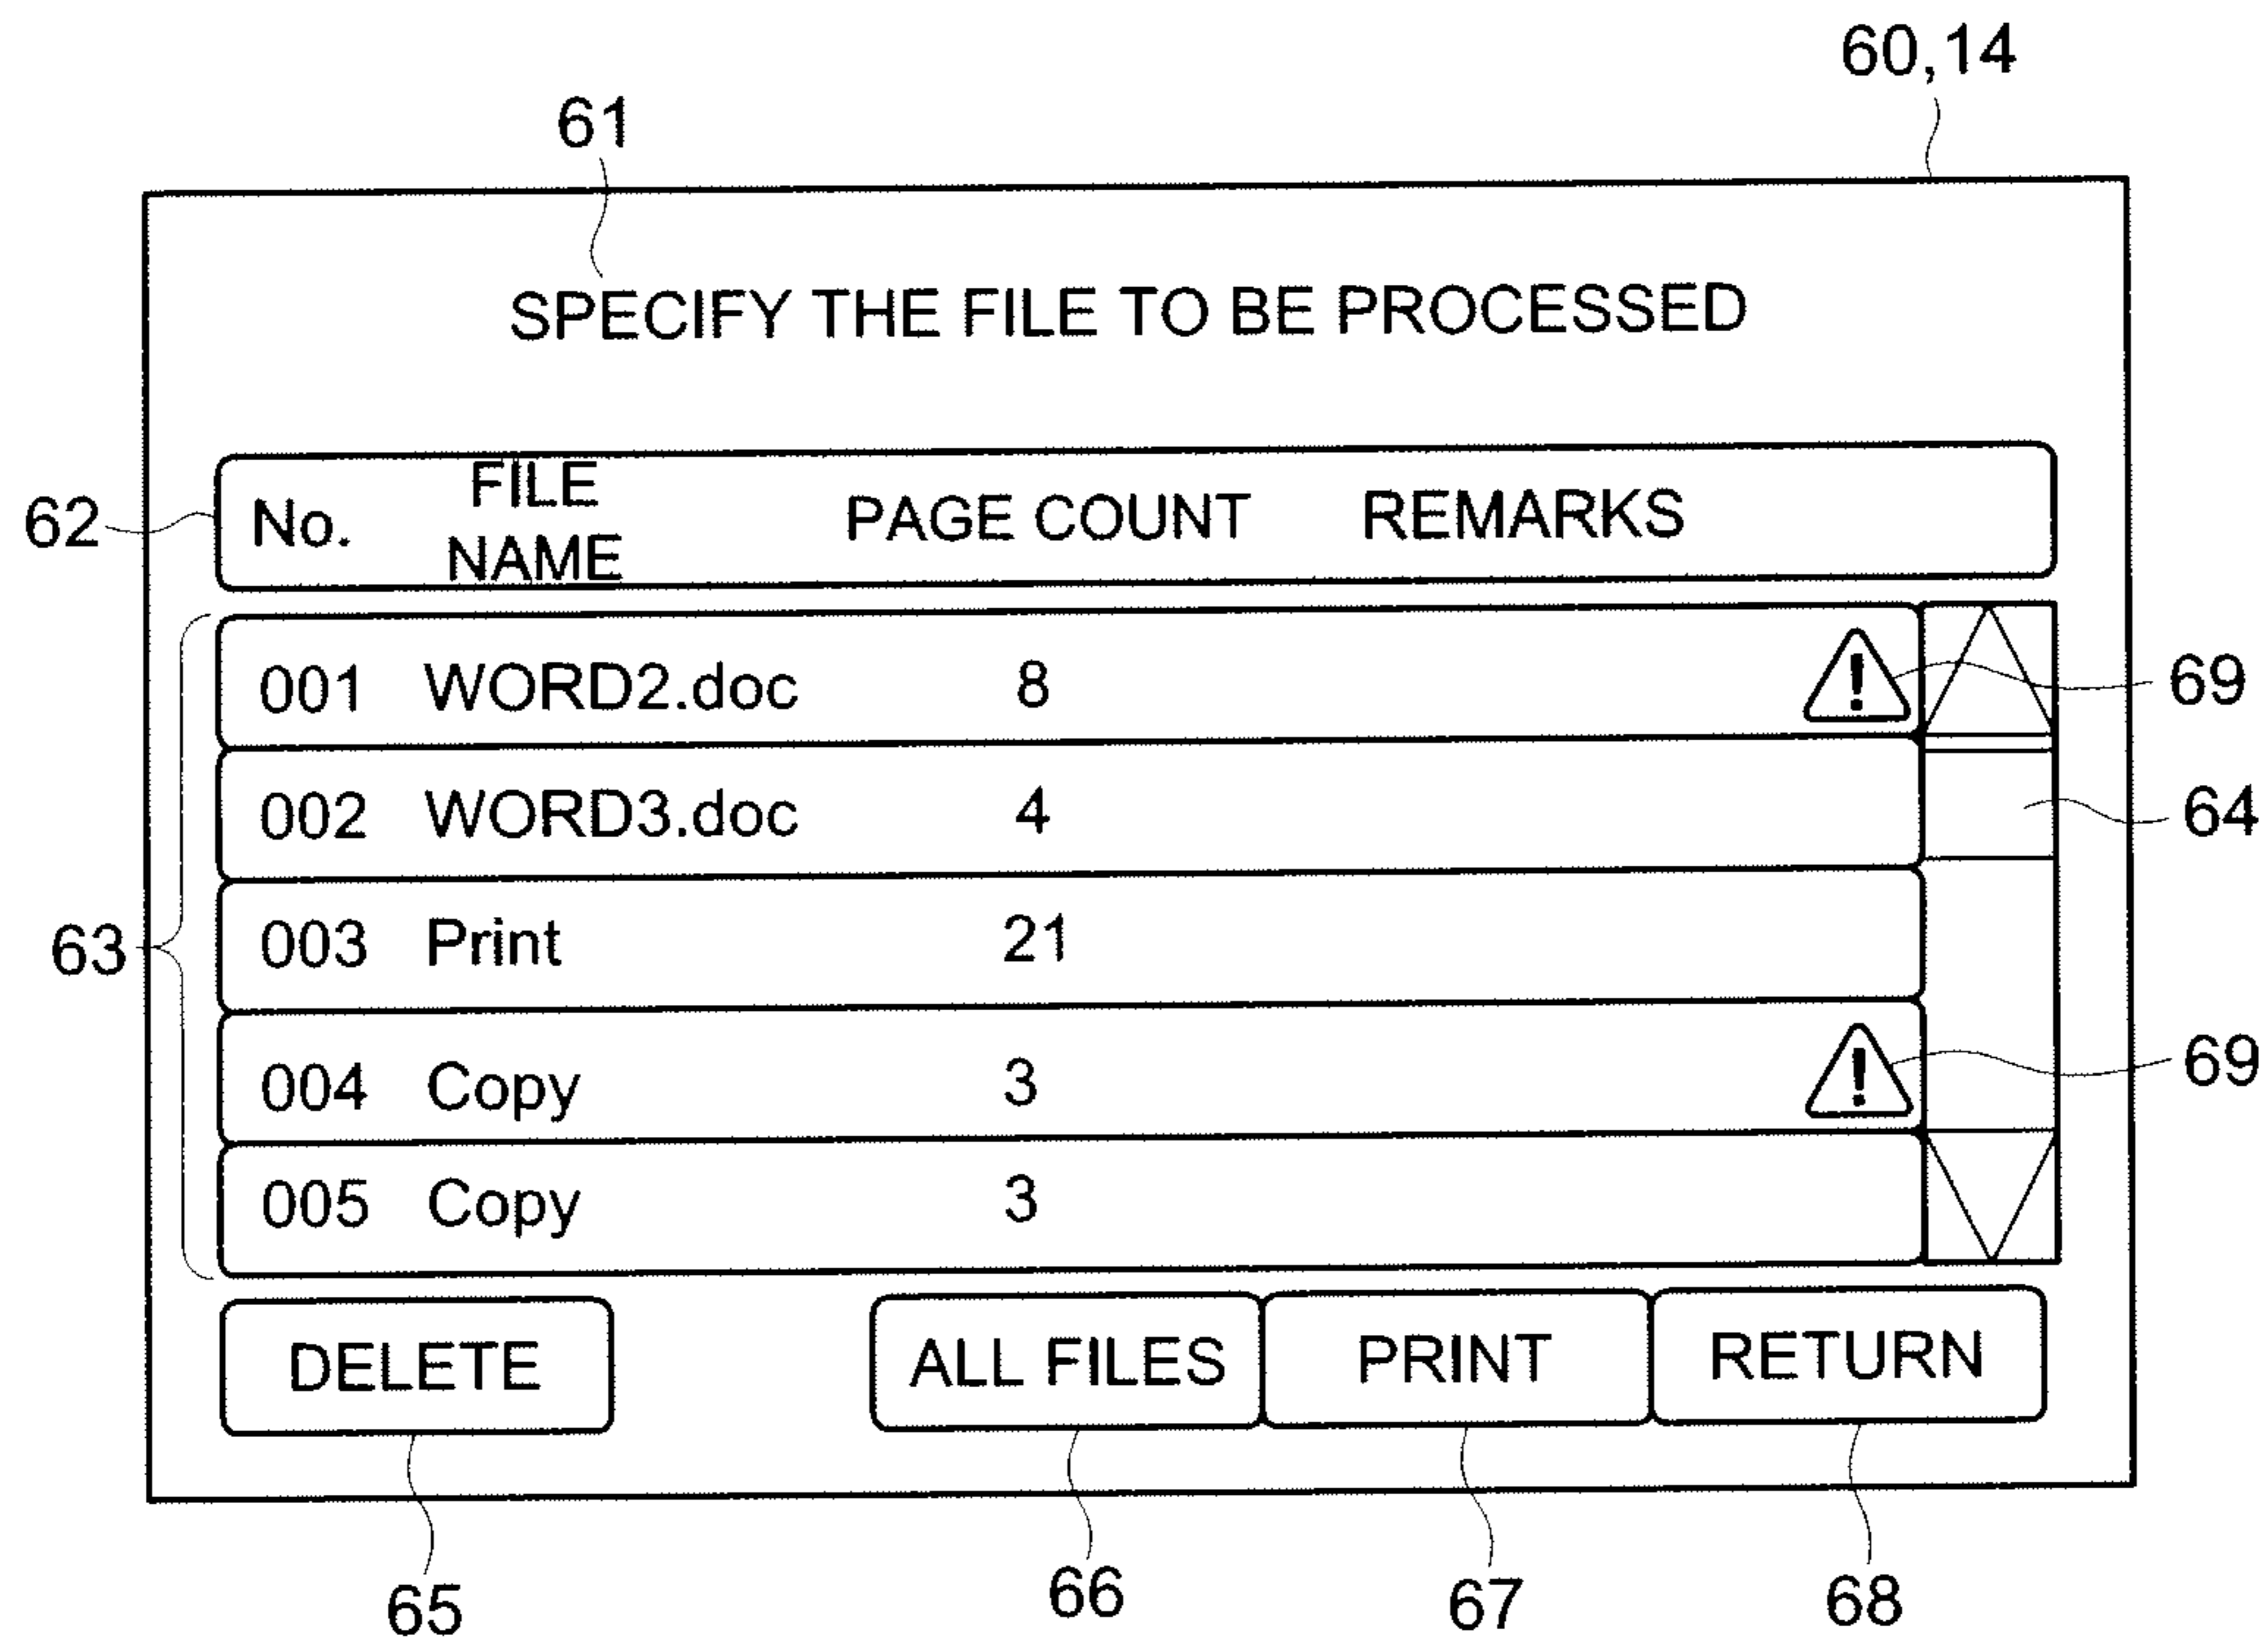 60,14
61
SPECIFY THE FILE TO BE PROCESSED
62
No. FILE NAME PAGE COUNT REMARKS
63
001 WORD2.doc 8 ! 69
002 WORD3.doc 4 64
003 Print 21
004 Copy 3 ! 69
005 Copy 3
DELETE ALL FILES PRINT RETURN
65 66 67 68